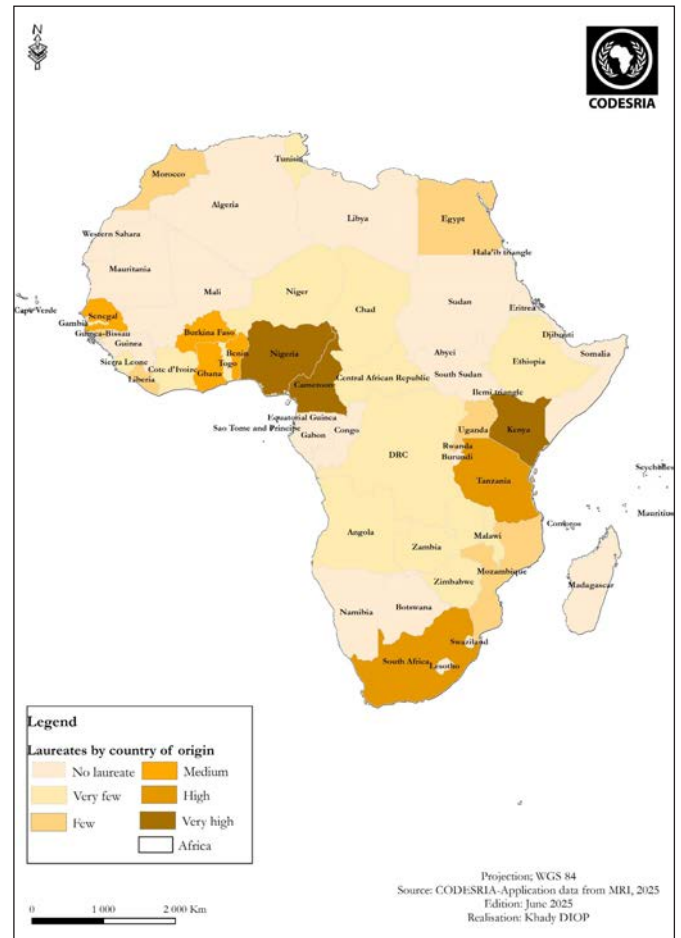 N
CODESRIA
Tunisia
Morocco
Algeria
Libya
Egypt
Western Sahara
Hala'ib triangle
Mauritania
Cape Verde
Mali
Niger
Chad
Sudan
Eritrea
Senegal
Gambia
Guinea-Bissau
Guinea
Burkina Faso
Benin
Nigeria
Djibouti
Somalia
Sierra Leone
Liberia
Cote d'Ivoire
Ghana
Togo
Abyei
Ethiopia
Cameroon
Central African Republic
South Sudan
Ilemi triangle
Equatorial Guinea
Sao Tome and Principe
Gabon
Congo
Uganda
Kenya
DRC
Rwanda
Burundi
Seychelles
Tanzania
Mauritius
Comoros
Angola
Zambia
Malawi
Mozambique
Zimbabwe
Madagascar
Namibia
Botswana
Swaziland
South Africa
Lesotho
Legend
Laureates by country of origin
No laureate
Medium
Very few
High
Few
Very high
Africa
0 1 000 2 000 Km
Projection; WGS 84
Source: CODESRIA-Application data from MRI, 2025
Edition: June 2025
Realisation: Khady DIOP